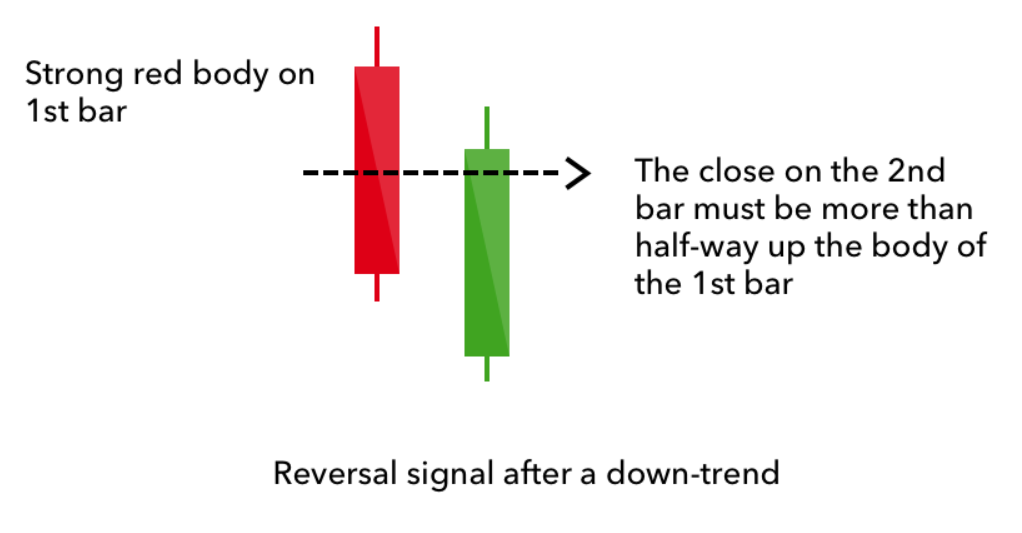 Strong red body on
1st bar
The close on the 2nd
bar must be more than
half-way up the body of
the 1st bar
Reversal signal after a down-trend